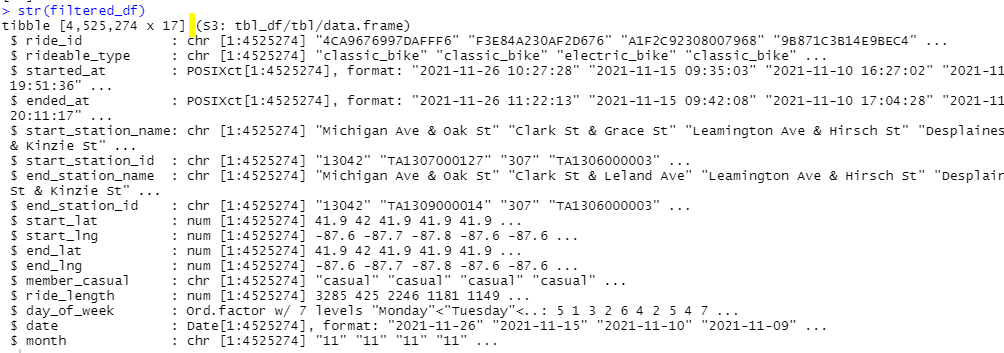 > str(filtered_df)
tibble [4,525,274 x 17] (S3: tbl_df/tbl/data.frame)
 $ ride_id           : chr [1:4525274] "4CA9676997DAFFF6" "F3E84A230AF2D676" "A1F2C92308007968" "9B871C3B14E9BEC4" ...
 $ rideable_type     : chr [1:4525274] "classic_bike" "classic_bike" "electric_bike" "classic_bike" ...
 $ started_at        : POSIXct[1:4525274], format: "2021-11-26 10:27:28" "2021-11-15 09:35:03" "2021-11-10 16:27:02" "2021-11
19:51:36" ...
 $ ended_at          : POSIXct[1:4525274], format: "2021-11-26 11:22:13" "2021-11-15 09:42:08" "2021-11-10 17:04:28" "2021-11
20:11:17" ...
 $ start_station_name: chr [1:4525274] "Michigan Ave & Oak St" "Clark St & Grace St" "Leamington Ave & Hirsch St" "Desplaines
& Kinzie St" ...
 $ start_station_id  : chr [1:4525274] "13042" "TA1307000127" "307" "TA1306000003" ...
 $ end_station_name  : chr [1:4525274] "Michigan Ave & Oak St" "Clark St & Leland Ave" "Leamington Ave & Hirsch St" "Desplain
St & Kinzie St" ...
 $ end_station_id    : chr [1:4525274] "13042" "TA1309000014" "307" "TA1306000003" ...
 $ start_lat         : num [1:4525274] 41.9 42 41.9 41.9 41.9 ...
 $ start_lng         : num [1:4525274] -87.6 -87.7 -87.8 -87.6 -87.6 ...
 $ end_lat           : num [1:4525274] 41.9 42 41.9 41.9 41.9 ...
 $ end_lng           : num [1:4525274] -87.6 -87.7 -87.8 -87.6 -87.6 ...
 $ member_casual     : chr [1:4525274] "casual" "casual" "casual" "casual" ...
 $ ride_length       : num [1:4525274] 3285 425 2246 1181 1149 ...
 $ day_of_week       : Ord.factor w/ 7 levels "Monday"<"Tuesday"<..: 5 1 3 2 6 4 2 5 4 7 ...
 $ date              : Date[1:4525274], format: "2021-11-26" "2021-11-15" "2021-11-10" "2021-11-09" ...
 $ month             : chr [1:4525274] "11" "11" "11" "11" ...